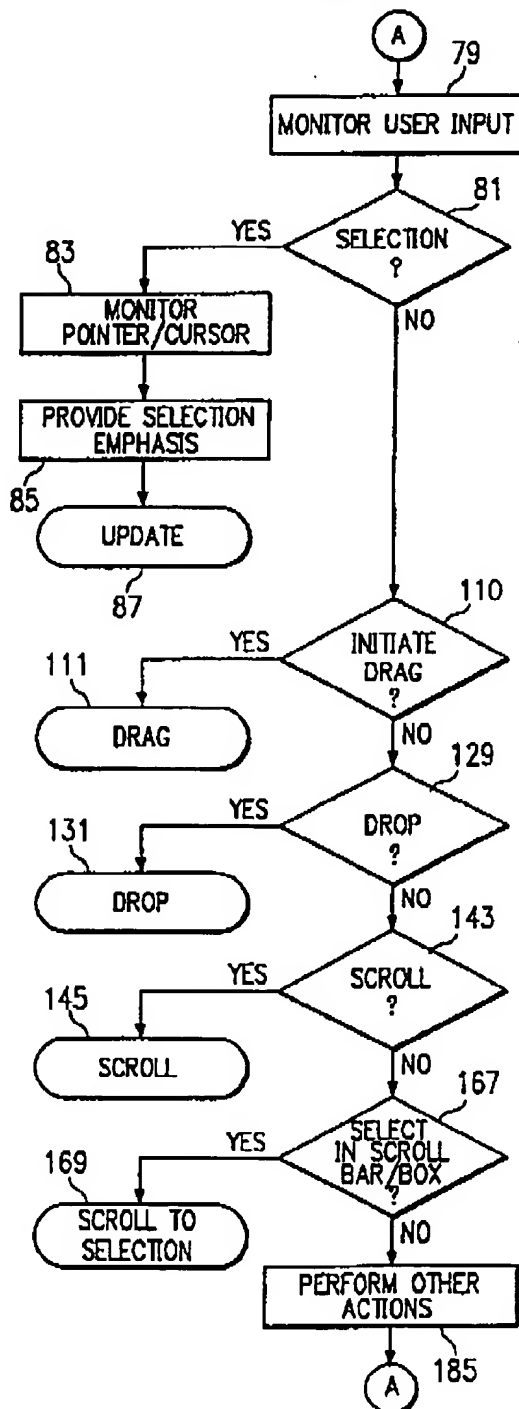 A
79
MONITOR USER INPUT
81
YES
SELECTION
?
83
NO
MONITOR
POINTER/CURSOR
PROVIDE SELECTION
EMPHASIS
85
UPDATE
87
110
YES
INITIATE
DRAG
?
111
DRAG
NO
129
YES
DROP
?
131
DROP
NO
143
YES
SCROLL
?
145
SCROLL
NO
167
YES
SELECT
IN SCROLL
BAR/BOX
?
169
SCROLL TO
SELECTION
NO
PERFORM OTHER
ACTIONS
185
A